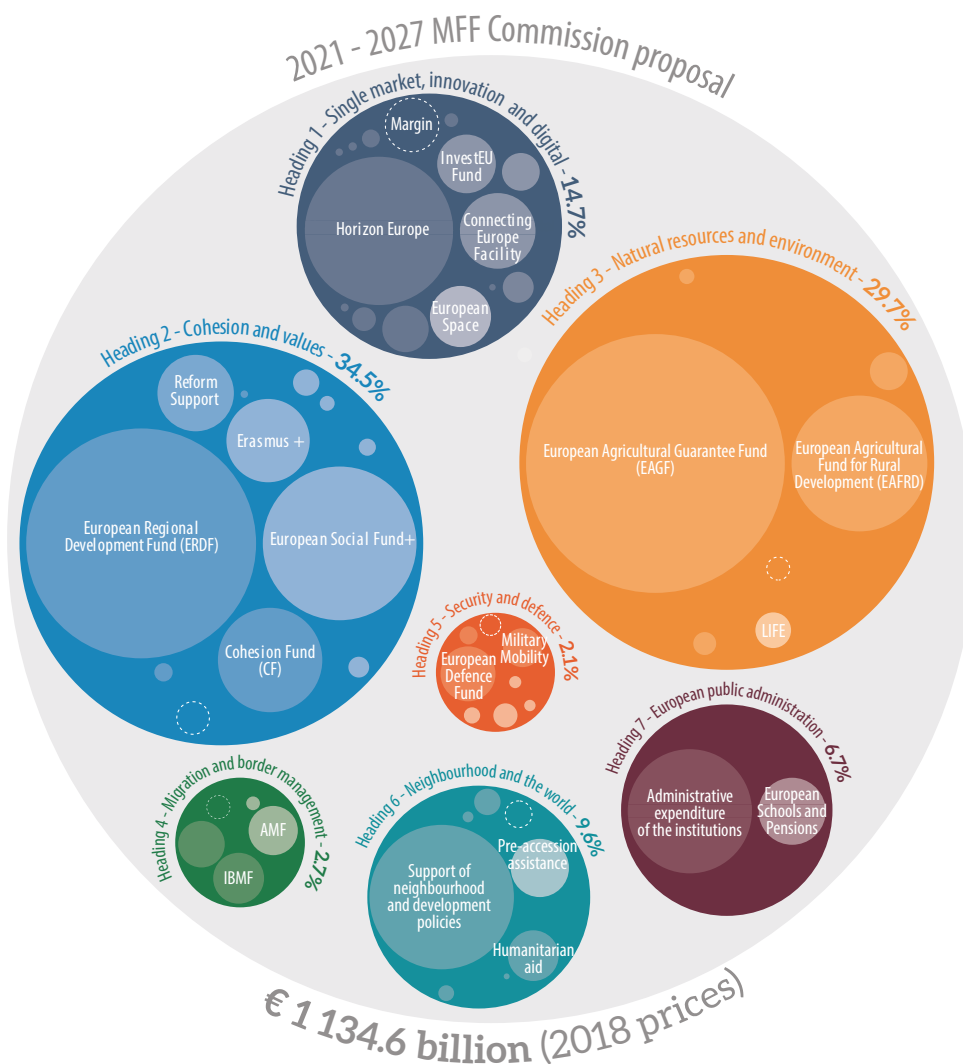 2021 - 2027 MFF Commission proposal
Heading 1 - Single market, innovation and digital - 14.7%
Margin
InvestEU
Fund
Horizon Europe
Connecting
Europe
Facility
European
Space
Heading 3 - Natural resources and environment - 29.7%
European Agricultural Guarantee Fund
(EAGF)
European Agricultural
Fund for Rural
Development (EAFRD)
LIFE
Heading 2 - Cohesion and values - 34.5%
Reform
Support
Erasmus +
European Regional
Development Fund (ERDF)
European Social Fund+
Cohesion Fund
(CF)
Heading 5 - Security and defence - 2.1%
Military
Mobility
European
Defence
Fund
Heading 7 - European public administration - 6.7%
Administrative
expenditure
of the institutions
European
Schools and
Pensions
Heading 4 - Migration and border management - 2.7%
AMF
IBMF
Heading 6 - Neighbourhood and the world - 9.6%
Pre-accession
assistance
Support of
neighbourhood
and development
policies
Humanitarian
aid
€ 1 134.6 billion (2018 prices)